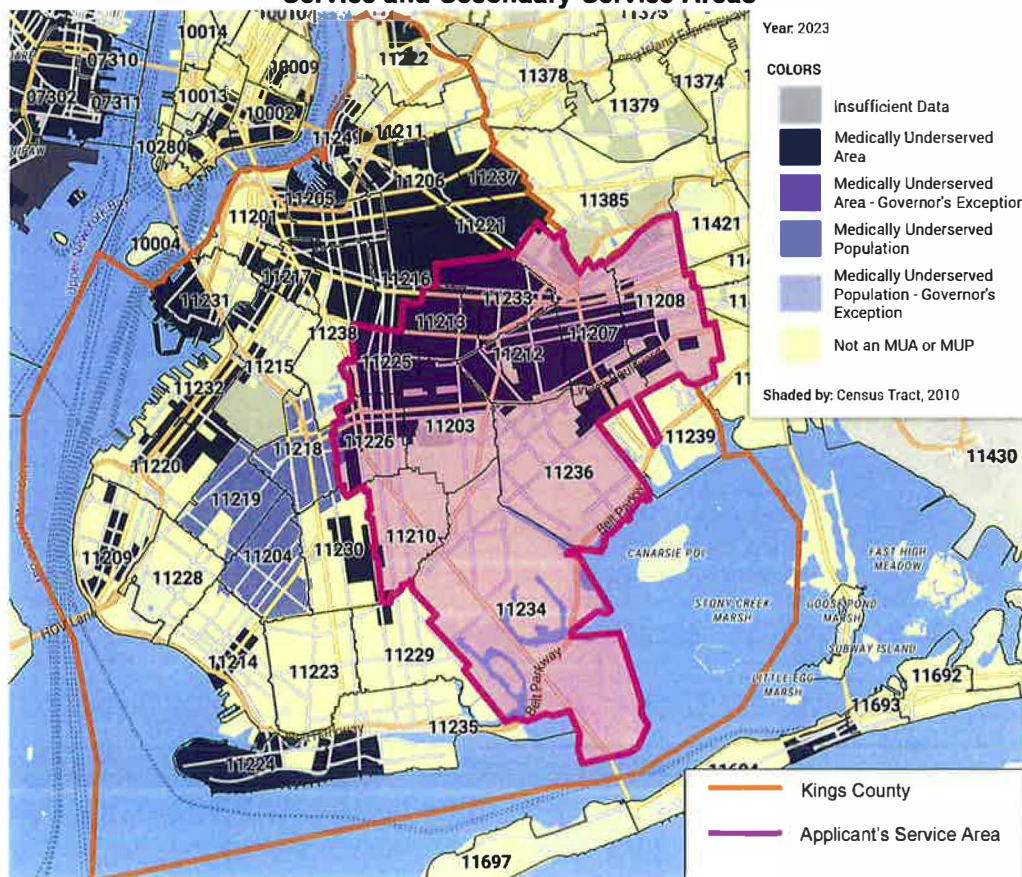 Service and Secondary Service Areas
Year: 2023
COLORS
Insufficient Data
Medically Underserved
Area
Medically Underserved
Area - Governor's Exception
Medically Underserved
Population
Medically Underserved
Population - Governor's
Exception
Not an MUA or MUP
Shaded by: Census Tract, 2010
10014
10009
07310
07302
07311
10013
10002
10280
10004
11222
11249
11211
11206
11237
11205
11201
11221
11378
11379
11374
11385
11421
11217
11216
11231
11238
11233
11213
11208
11207
11212
11225
11215
11232
11203
11226
11218
11220
11219
11236
11239
11430
11204
11230
11210
11209
11228
11234
11214
11223
11229
11235
11224
11692
11693
11697
Belt Parkway
Belt Parkway
CANARSIE POL
STONY CREEK
MARSH
EAST HIGH
MEADOW
GOOSE POND
MARSH
SUBWAY ISLAND
LITTLE EGG
MARSH
Kings County
Applicant's Service Area